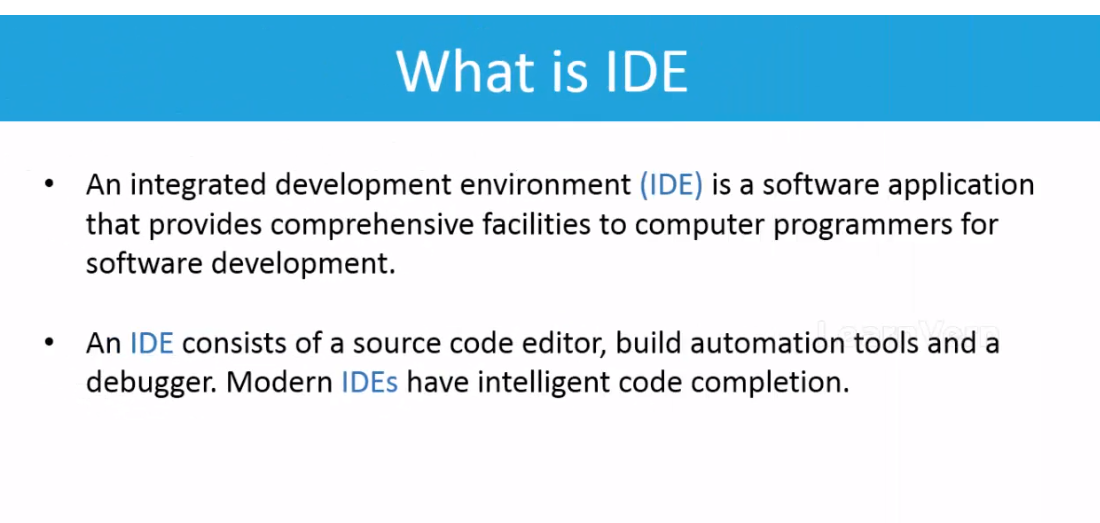 What is IDE
• An integrated development environment (IDE) is a software application
that provides comprehensive facilities to computer programmers for
software development.
• An IDE consists of a source code editor, build automation tools and a
debugger. Modern IDEs have intelligent code completion.
LearnVern